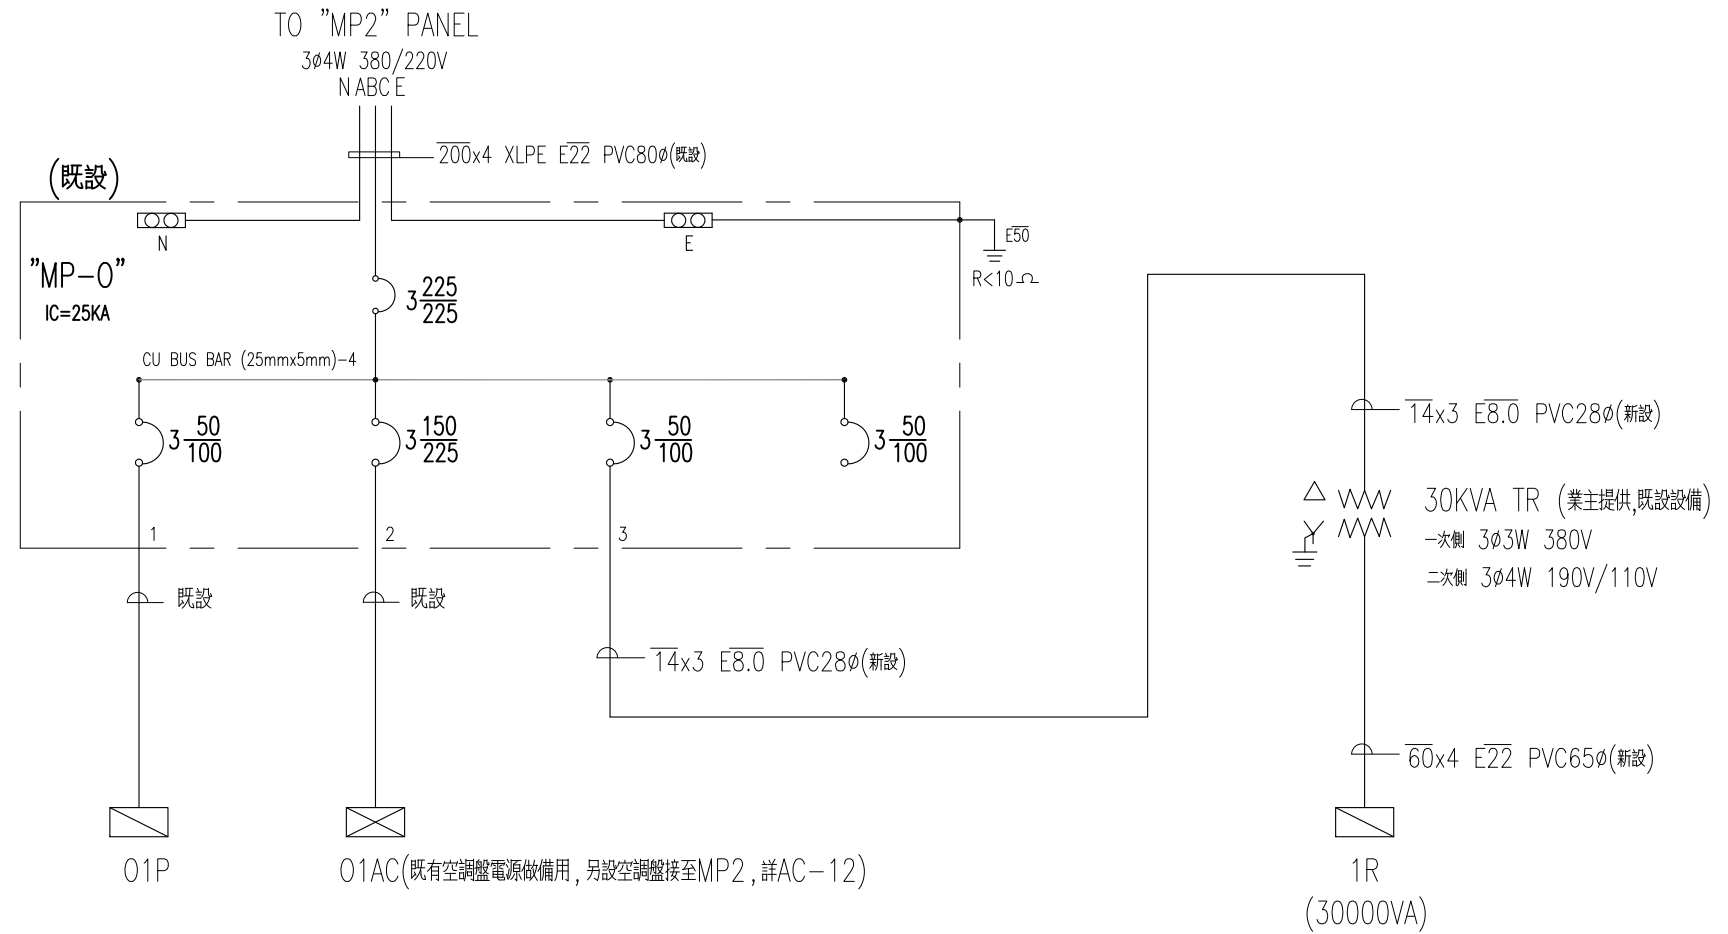 TO "MP2" PANEL
3ø4W 380/220V
N ABC E
200x4 XLPE E22 PVC80ø(既設)
(既設)
N
E
E50
R<10Ω
"MP-O"
IC=25KA
3 225/225
CU BUS BAR (25mmx5mm)-4
3 50/100
3 150/225
3 50/100
3 50/100
1
2
3
既設
既設
14x3 E8.0 PVC28ø(新設)
14x3 E8.0 PVC28ø(新設)
30KVA TR (業主提供,既設設備)
一次側 3ø3W 380V
二次側 3ø4W 190V/110V
60x4 E22 PVC65ø(新設)
O1P
O1AC(既有空調盤電源做備用,另設空調盤接至MP2,詳AC-12)
1R
(30000VA)